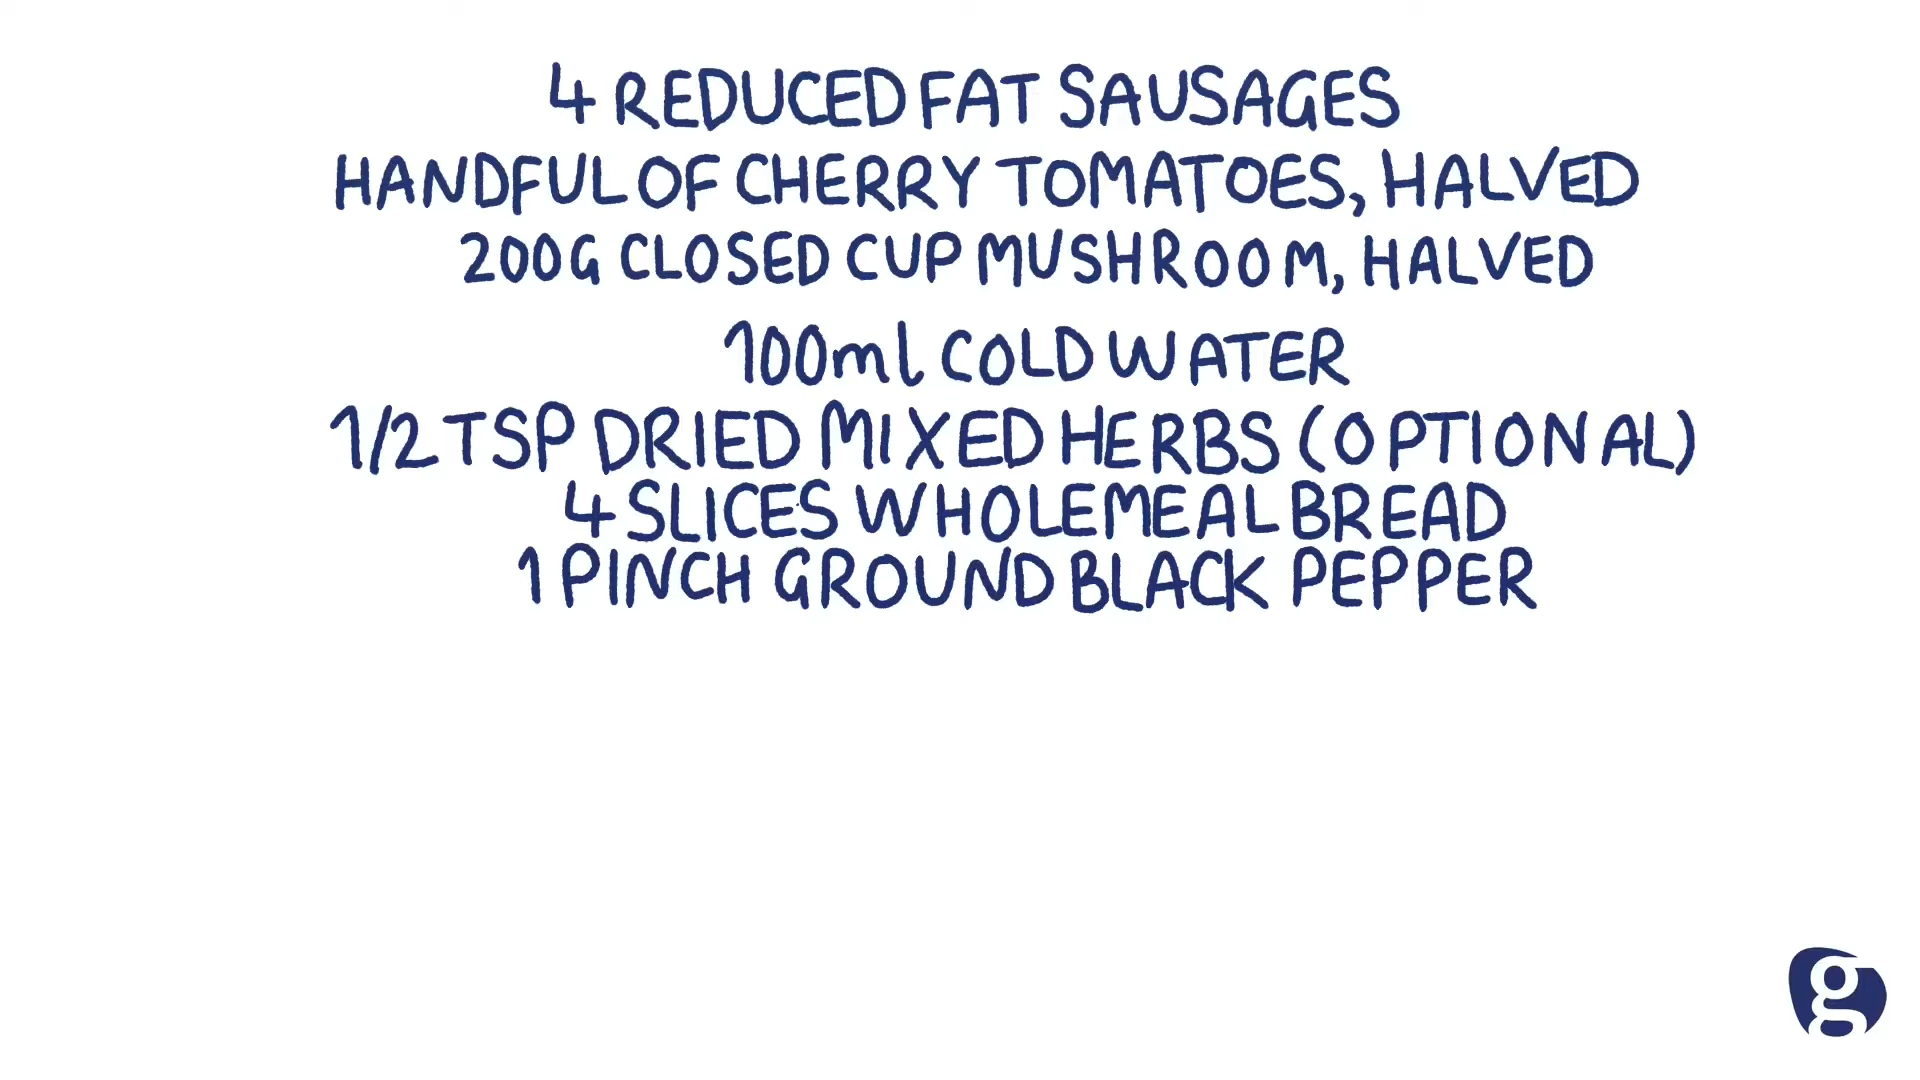 4 REDUCED FAT SAUSAGES
HANDFUL OF CHERRY TOMATOES, HALVED
200G CLOSED CUP MUSHROOM, HALVED
100ml COLD WATER
1/2 TSP DRIED MIXED HERBS (OPTIONAL)
4 SLICES WHOLEMEAL BREAD
1 PINCH GROUND BLACK PEPPER
g